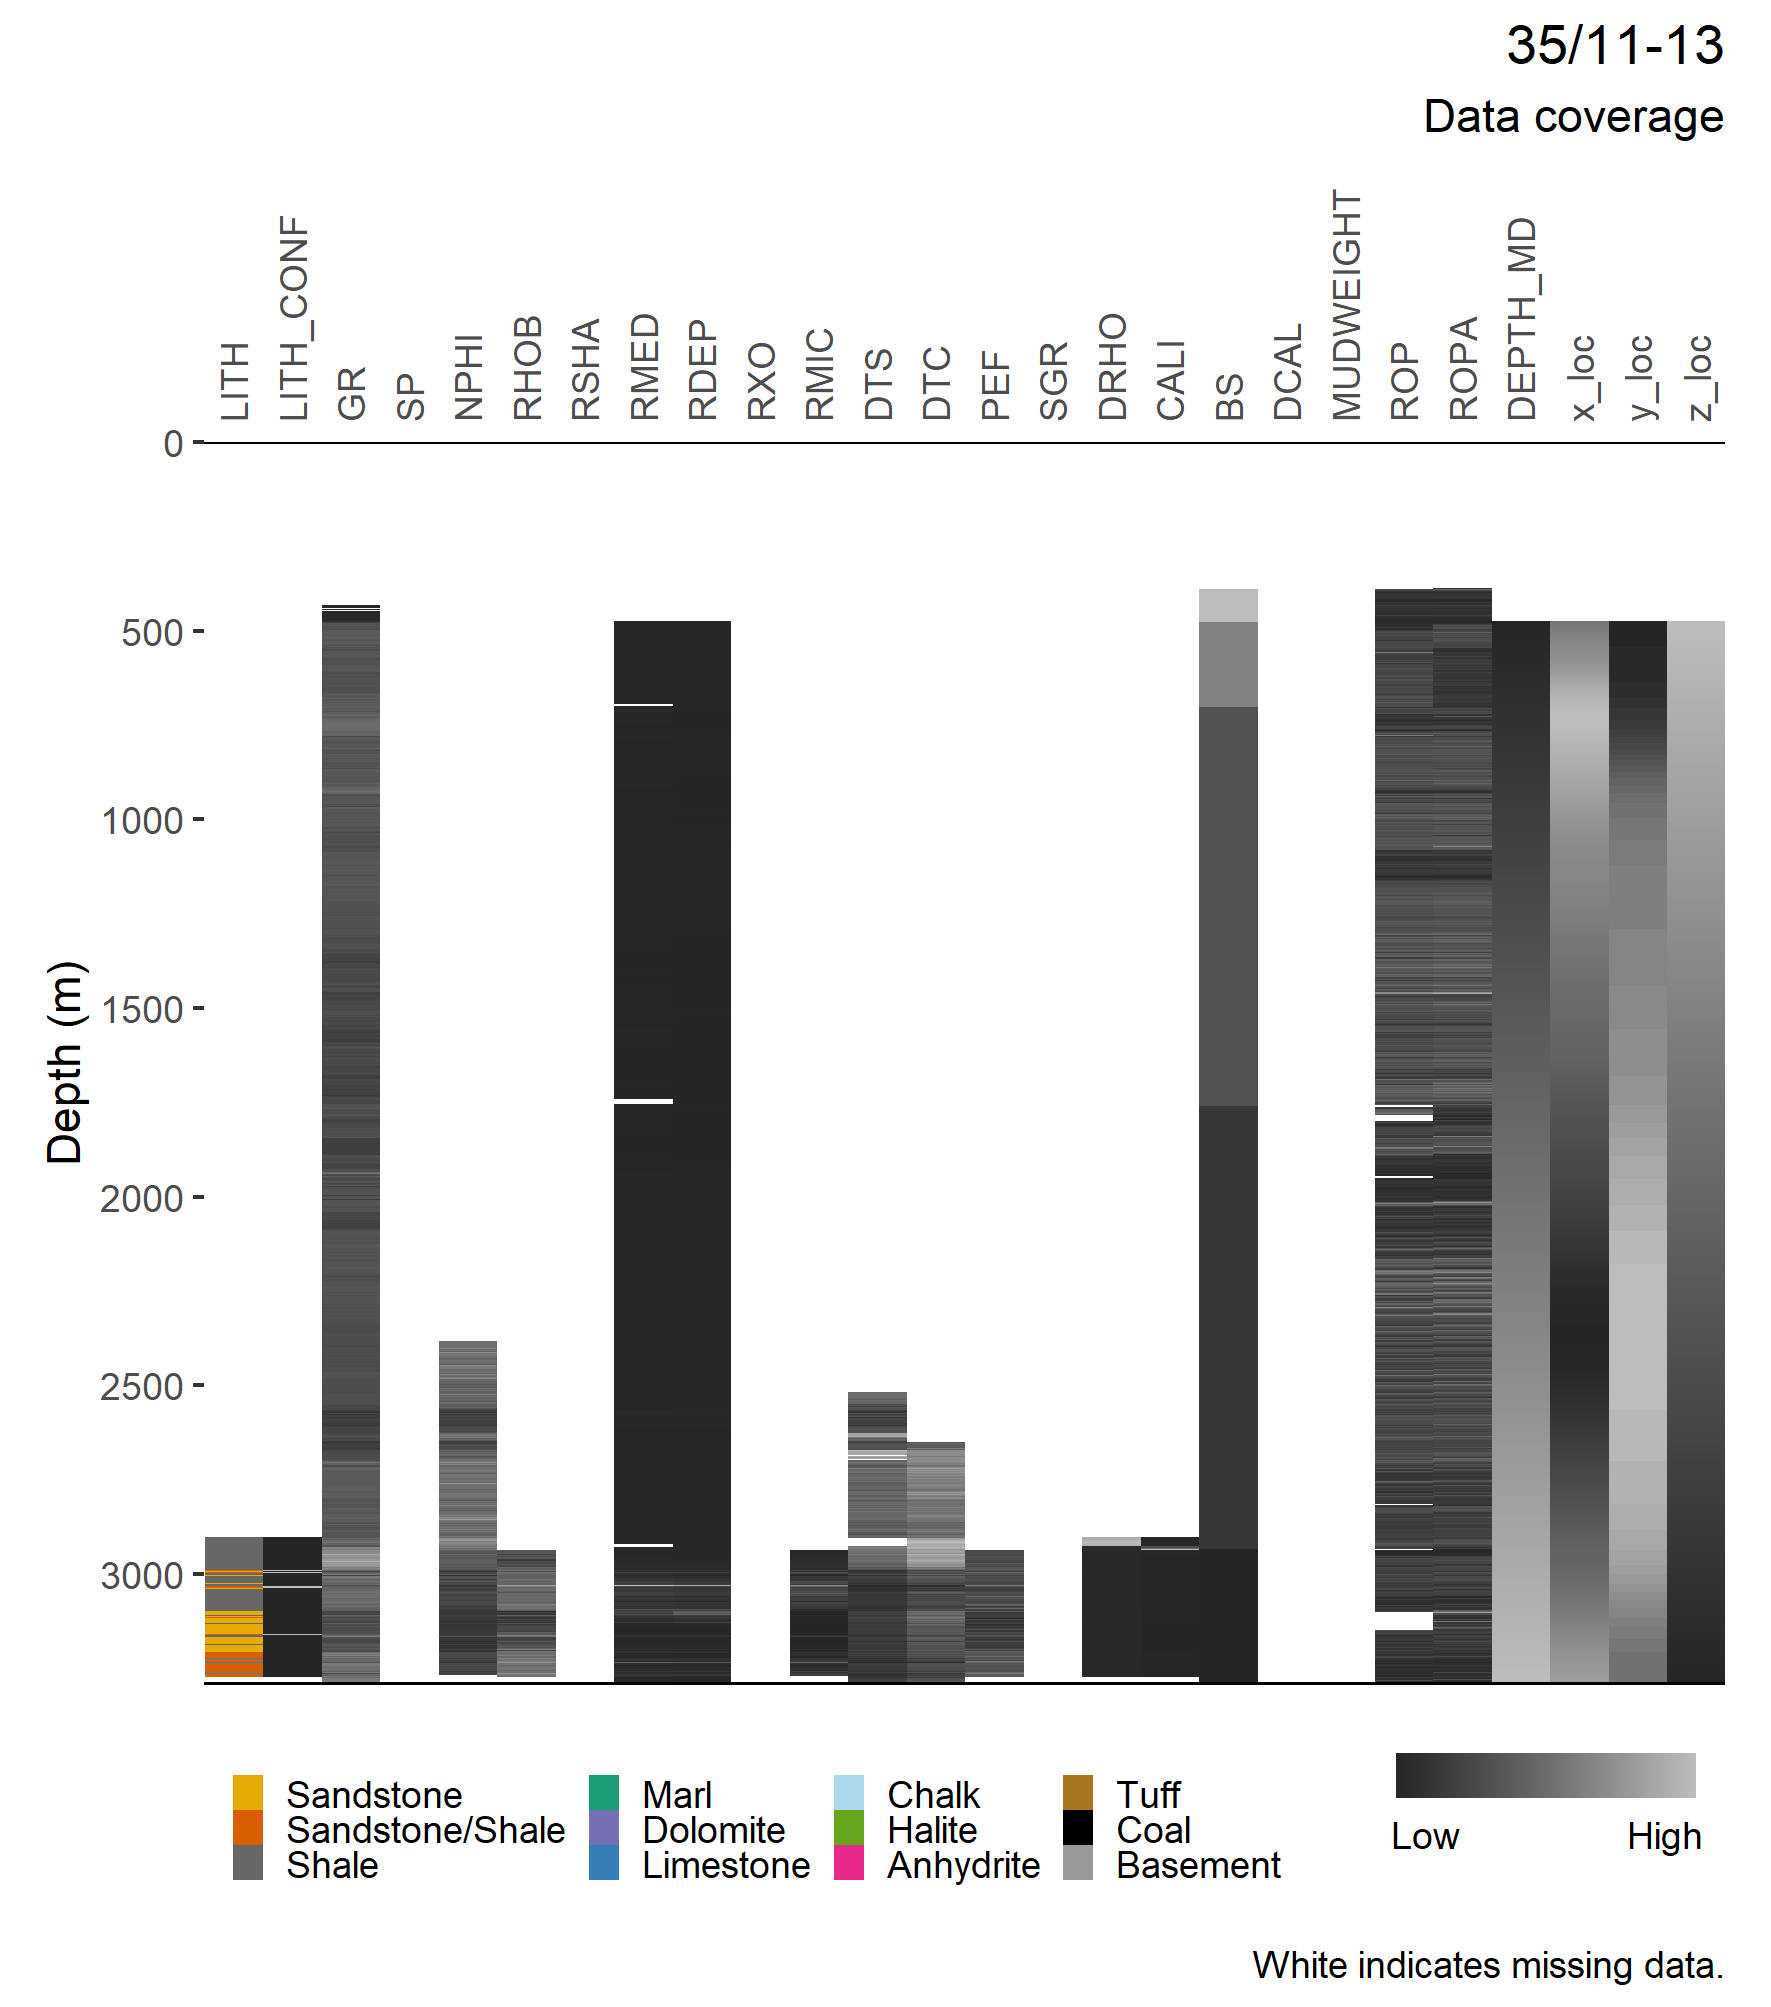 35/11-13
Data coverage
LITH
LITH_CONF
GR
SP
NPHI
RHOB
RSHA
RMED
RDEP
RXO
RMIC
DTS
DTC
PEF
SGR
DRHO
CALI
BS
DCAL
MUDWEIGHT
ROP
ROPA
DEPTH_MD
x_loc
y_loc
z_loc
Depth (m)
0
500
1000
1500
2000
2500
3000
Sandstone
Sandstone/Shale
Shale
Marl
Dolomite
Limestone
Chalk
Halite
Anhydrite
Tuff
Coal
Basement
Low High
White indicates missing data.